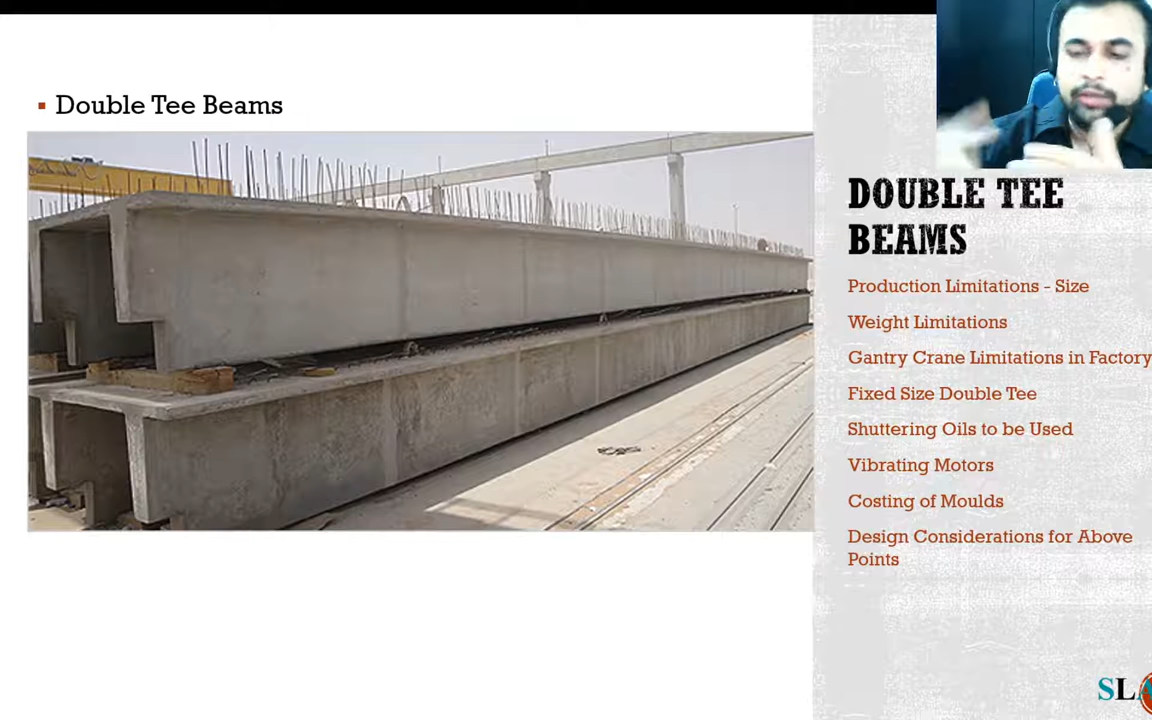 Double Tee Beams
DOUBLE TEE
BEAMS
Production Limitations - Size
Weight Limitations
Gantry Crane Limitations in Factory
Fixed Size Double Tee
Shuttering Oils to be Used
Vibrating Motors
Costing of Moulds
Design Considerations for Above
Points